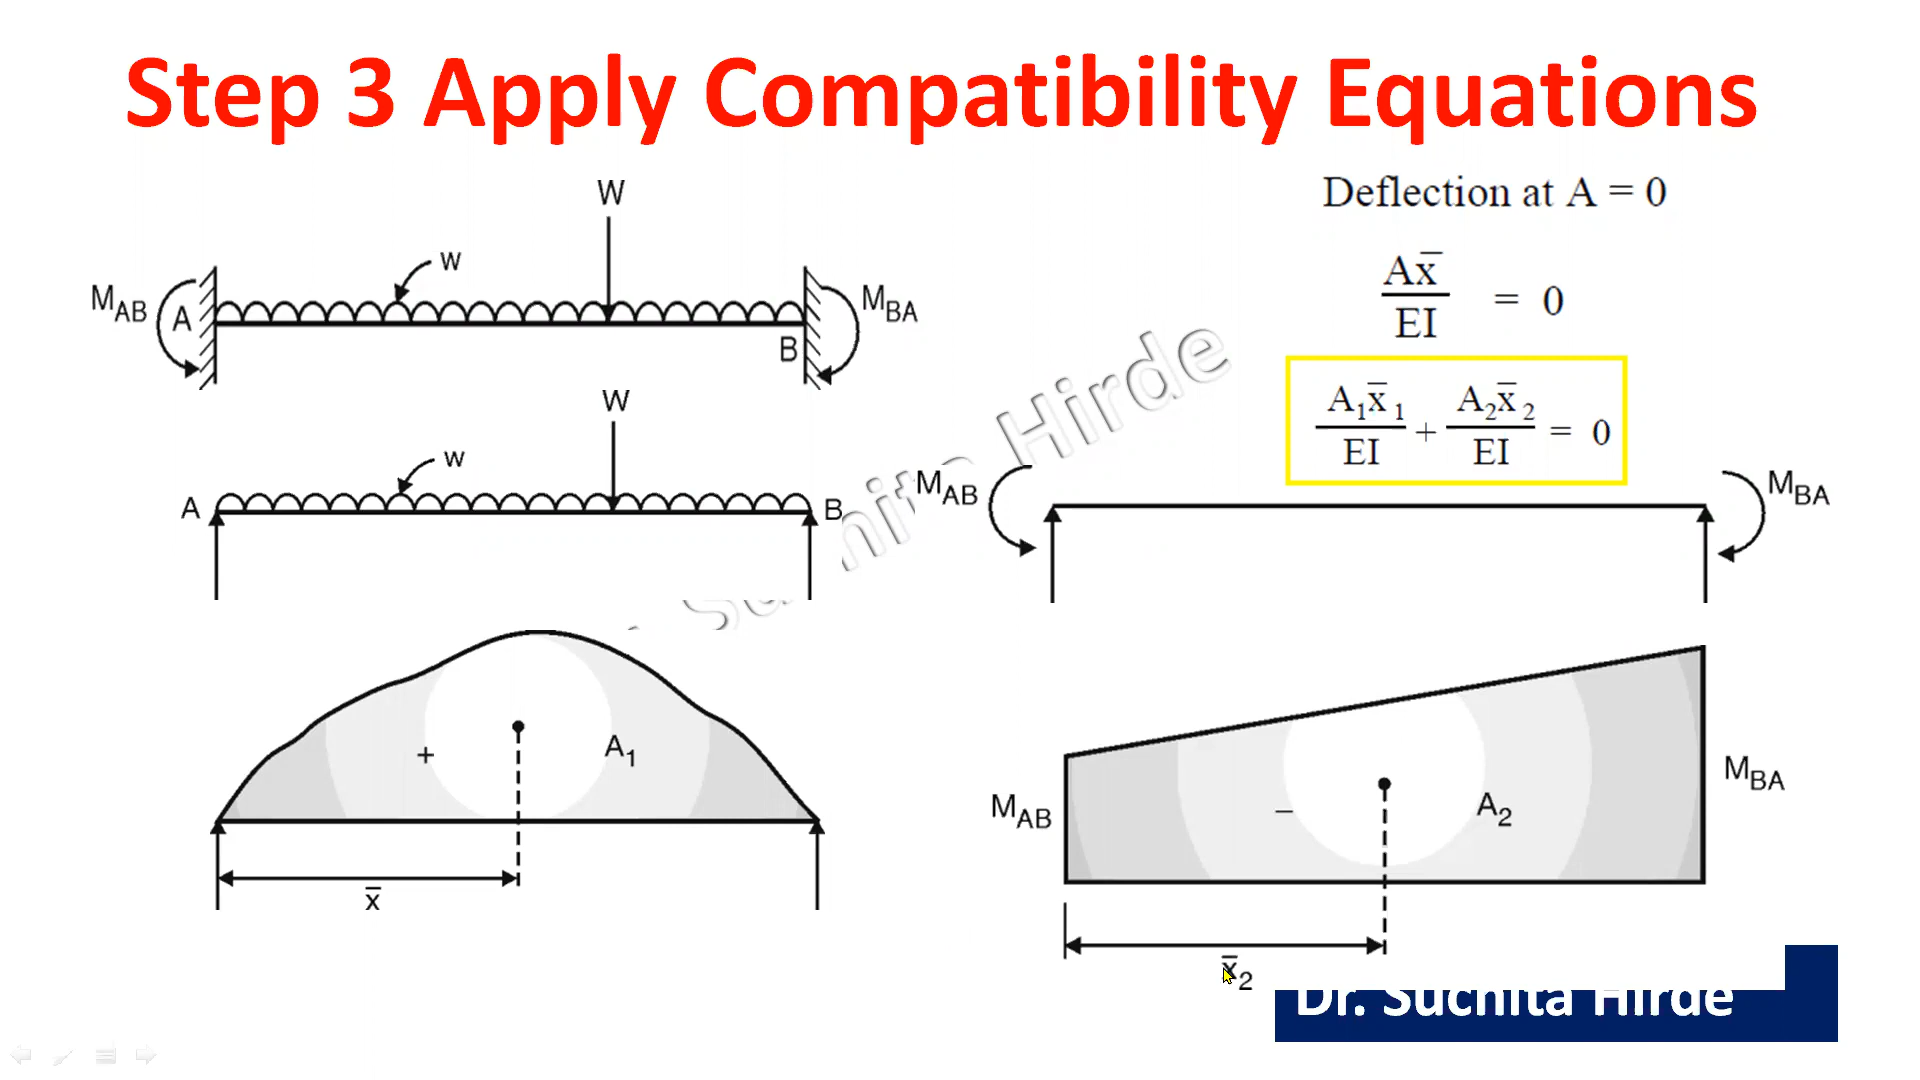 Step 3 Apply Compatibility Equations
W
w
M_AB
A
B
M_BA
Deflection at A = 0
Ax̄/EI = 0
A₁x̄₁/EI + A₂x̄₂/EI = 0
W
w
A
B
M_AB
M_BA
+
A₁
x̄
M_AB
−
A₂
M_BA
x̄₂
Hirde
Dr. Suchita Hirde